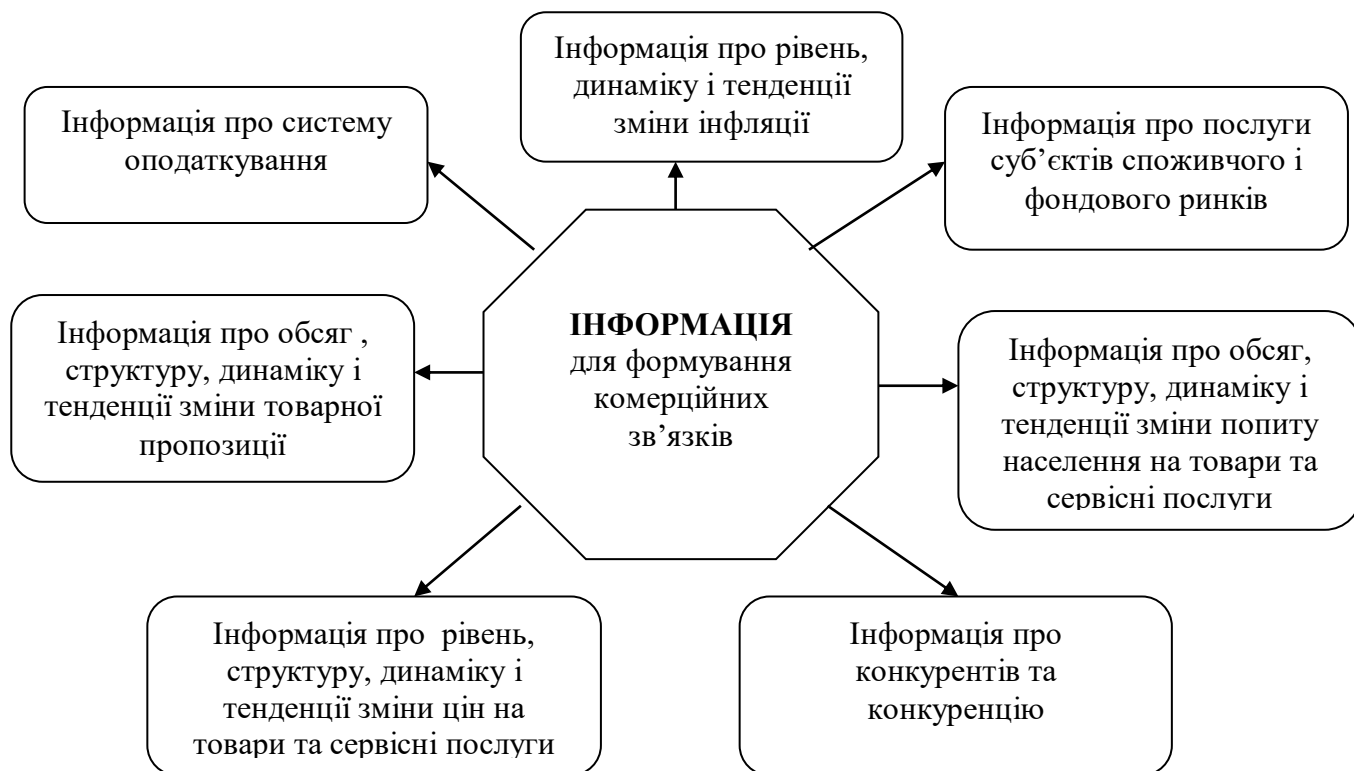 Інформація про рівень,
динаміку і тенденції
зміни інфляції
Інформація про систему
оподаткування
Інформація про послуги
суб’єктів споживчого і
фондового ринків
ІНФОРМАЦІЯ
для формування
комерційних
зв’язків
Інформація про обсяг ,
структуру, динаміку і
тенденції зміни товарної
пропозиції
Інформація про обсяг,
структуру, динаміку і
тенденції зміни попиту
населення на товари та
сервісні послуги
Інформація про рівень,
структуру, динаміку і
тенденції зміни цін на
товари та сервісні послуги
Інформація про
конкурентів та
конкуренцію